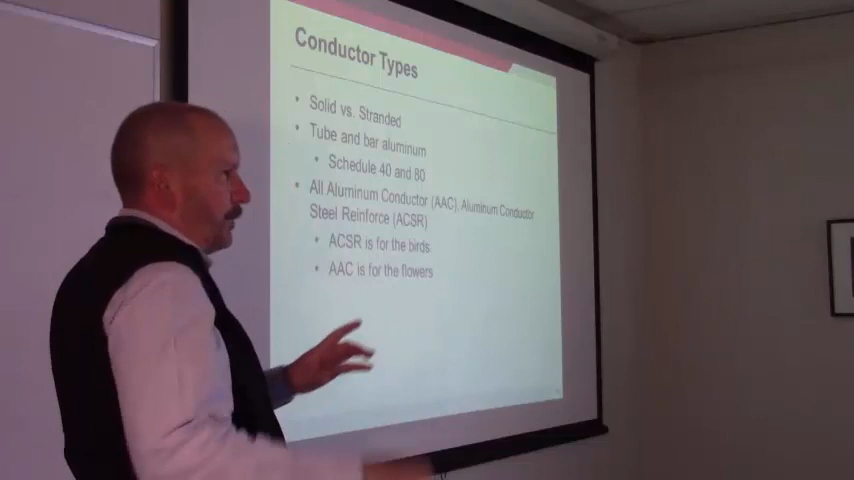 Conductor Types
• Solid vs. Stranded
• Tube and bar aluminum
• Schedule 40 and 80
• All Aluminum Conductor (AAC), Aluminum Conductor
Steel Reinforce (ACSR)
• ACSR is for the birds
• AAC is for the flowers